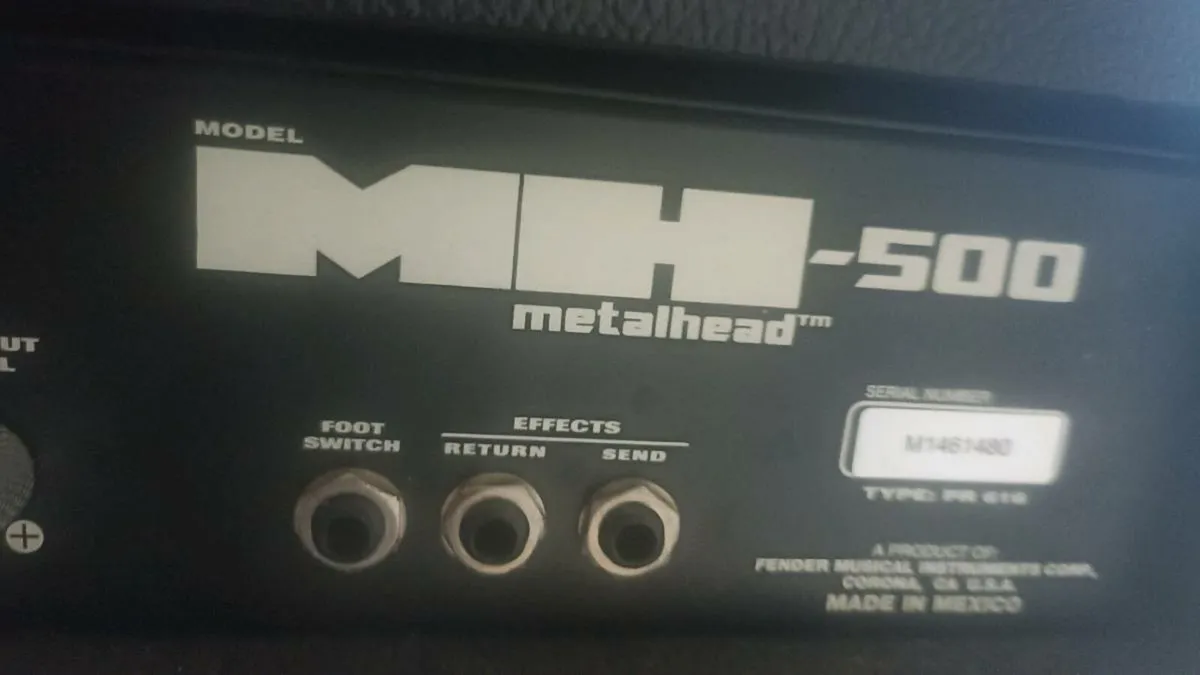 MODEL
MH-500
metalhead™
UT
L
FOOT
SWITCH
EFFECTS
RETURN
SEND
SERIAL NUMBER
M1461480
TYPE: PR 616
A PRODUCT OF:
FENDER MUSICAL INSTRUMENTS CORP.
CORONA, CA U.S.A.
MADE IN MEXICO